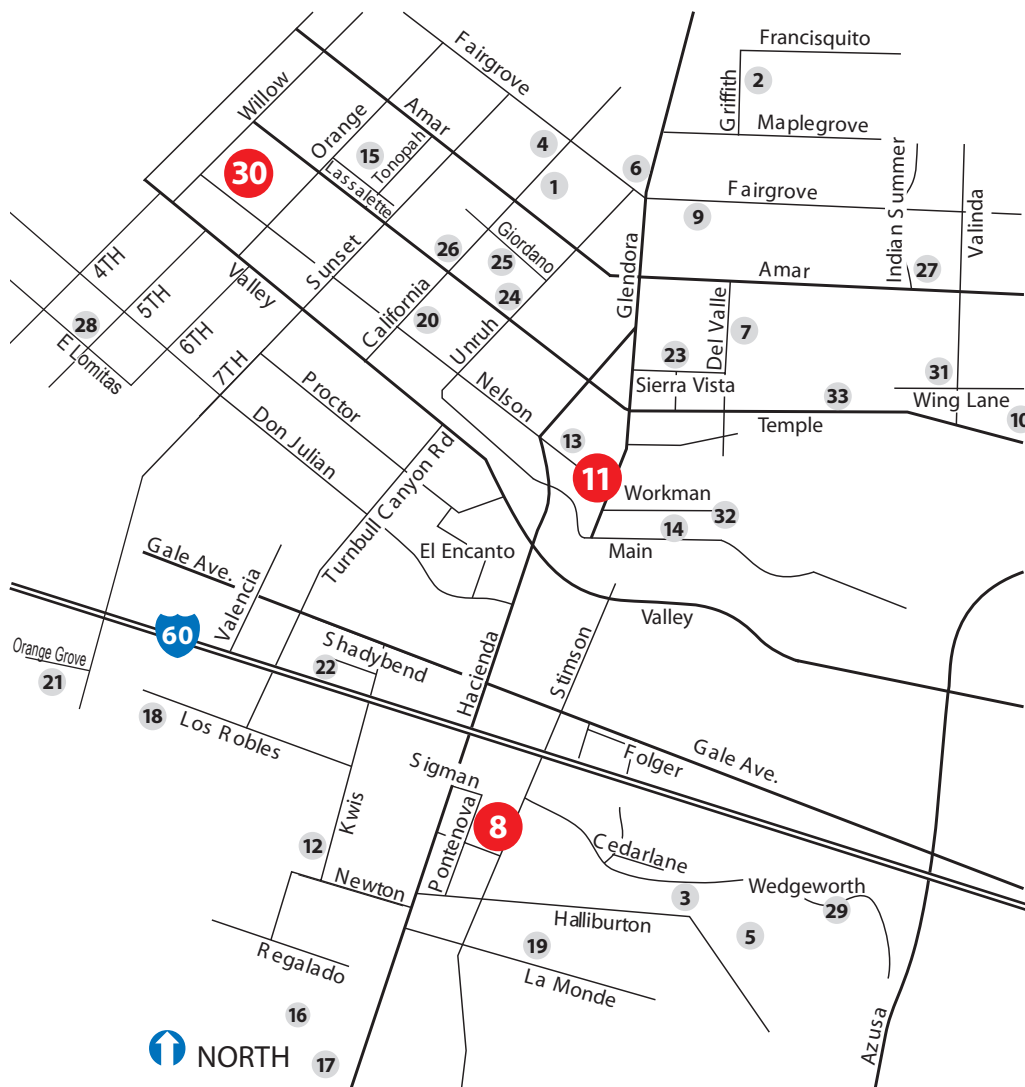 Francisquito
Fairgrove
Willow
2
Griffith
Amar
Orange
Maplegrove
4
15
Tonopah
30
Lassalette
6
1
Fairgrove
9
Indian Summer
Valinda
Giordano
26
25
27
4TH
Valley
Sunset
Glendora
Amar
24
California
20
5TH
28
Del Valle
7
E Lomitas
6TH
Unruh
23
31
7TH
Sierra Vista
Nelson
33
Wing Lane
Proctor
10
Temple
Don Julian
13
11
Turnbull Canyon Rd
Workman
32
14
El Encanto
Main
Gale Ave.
Valencia
Valley
60
Shadybend
Orange Grove
22
Stimson
21
Hacienda
18
Los Robles
Gale Ave.
Folger
Sigman
Kwis
8
Pontenova
12
Cedarlane
Newton
Wedgeworth
3
29
Halliburton
5
19
Regalado
La Monde
16
Azusa
NORTH
17